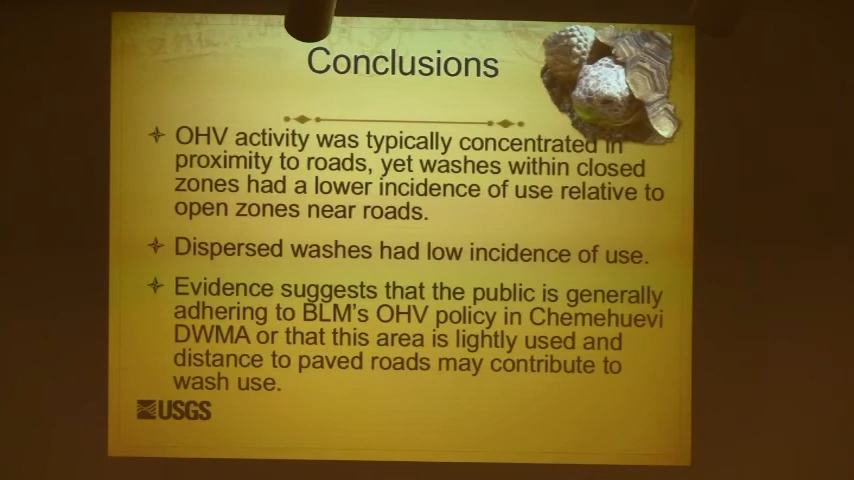 Conclusions
OHV activity was typically concentrated in
proximity to roads, yet washes within closed
zones had a lower incidence of use relative to
open zones near roads.
Dispersed washes had low incidence of use.
Evidence suggests that the public is generally
adhering to BLM's OHV policy in Chemehuevi
DWMA or that this area is lightly used and
distance to paved roads may contribute to
wash use.
USGS